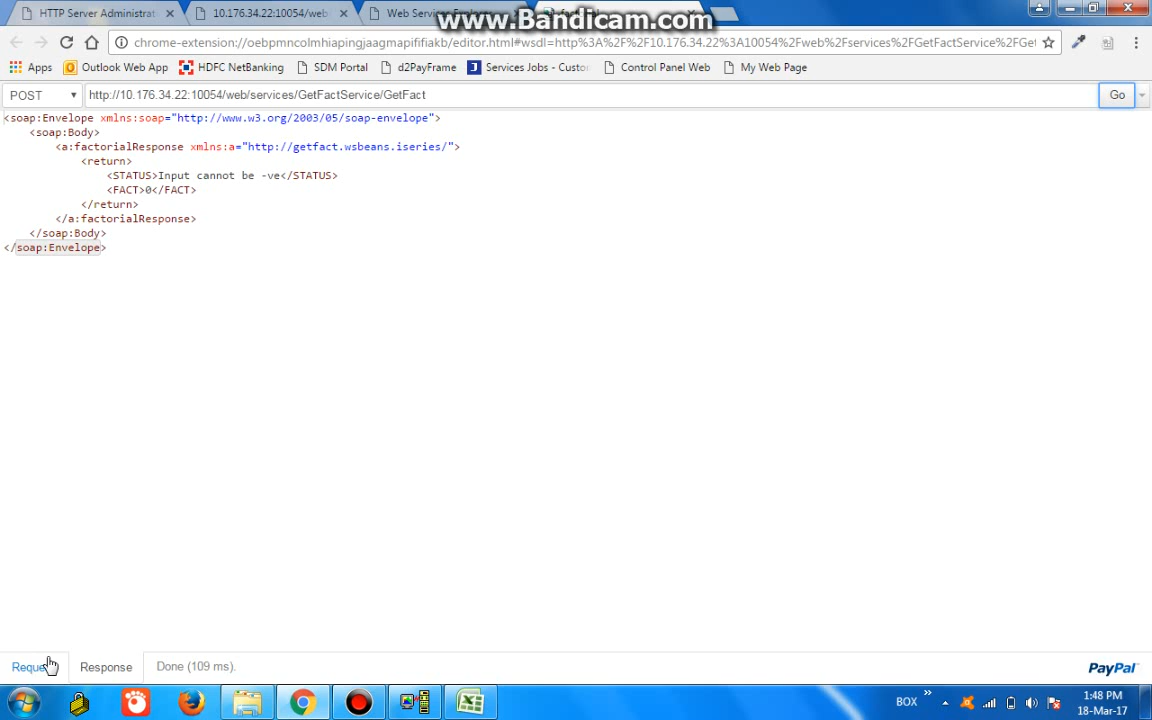 www.Bandicam.com
HTTP Server Administrat
10.176.34.22:10054/web
Web Services Explorer
chrome-extension://oebpmncolmhiapingjaagmapififiakb/editor.html#wsdl=http%3A%2F%2F10.176.34.22%3A10054%2Fweb%2Fservices%2FGetFactService%2FGet
Apps Outlook Web App HDFC NetBanking SDM Portal d2PayFrame Services Jobs - Custo My Web Page Control Panel Web
POST http://10.176.34.22:10054/web/services/GetFactService/GetFact Go
<soap:Envelope xmlns:soap="http://www.w3.org/2003/05/soap-envelope">
<soap:Body>
<a:factorialResponse xmlns:a="http://getfact.wsbeans.iseries/">
<return>
<STATUS>Input cannot be -ve</STATUS>
<FACT>0</FACT>
</return>
</a:factorialResponse>
</soap:Body>
</soap:Envelope>
Reque Response Done (109 ms). PayPal
BOX 1:48 PM
18-Mar-17